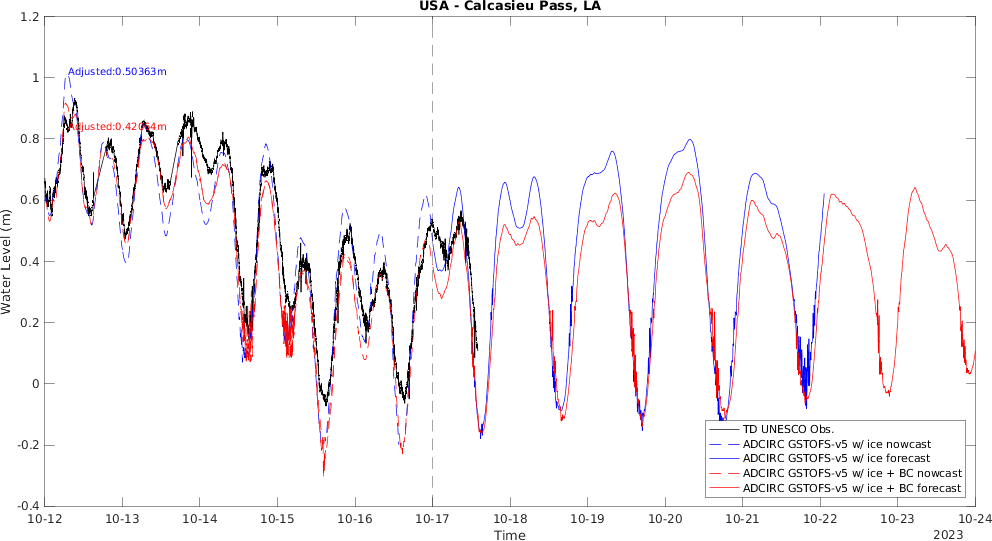 USA - Calcasieu Pass, LA
1.2
1
0.8
0.6
0.4
0.2
0
-0.2
-0.4
Water Level (m)
Adjusted:0.50363m
TD UNESCO Obs.
ADCIRC GSTOFS-v5 w/ ice nowcast
ADCIRC GSTOFS-v5 w/ ice forecast
ADCIRC GSTOFS-v5 w/ ice + BC nowcast
ADCIRC GSTOFS-v5 w/ ice + BC forecast
10-12 10-13 10-14 10-15 10-16 10-17 10-18 10-19 10-20 10-21 10-22 10-23 10-24
Time
2023